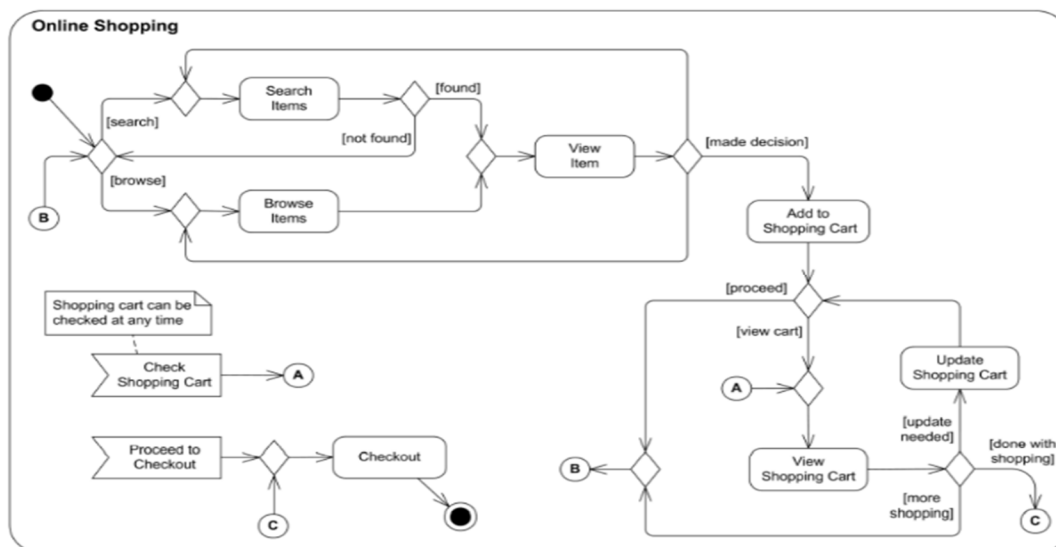 Online Shopping
Search
Items
[found]
[search]
[not found]
View
Item
[made decision]
[browse]
B
Browse
Items
Add to
Shopping Cart
Shopping cart can be
checked at any time
[proceed]
[view cart]
Check
Shopping Cart
A
A
Update
Shopping Cart
[update
needed]
[done with
shopping]
Proceed to
Checkout
Checkout
B
View
Shopping Cart
[more
shopping]
C
C